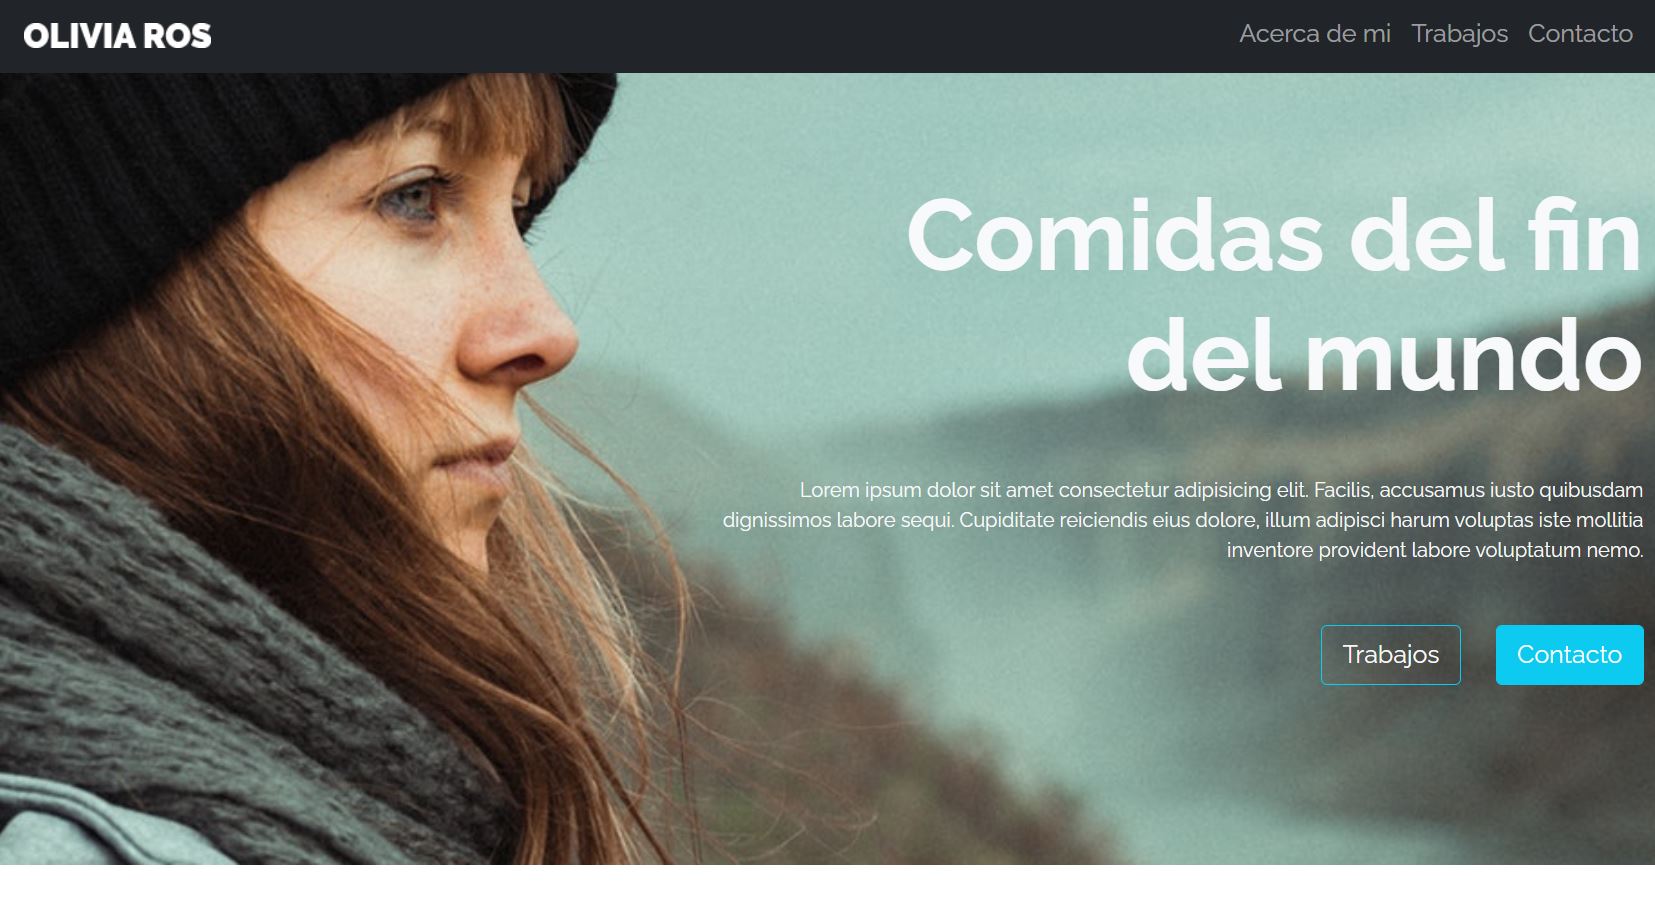 OLIVIA ROS
Acerca de mi Trabajos Contacto
Comidas del fin
del mundo
Lorem ipsum dolor sit amet consectetur adipisicing elit. Facilis, accusamus iusto quibusdam
dignissimos labore sequi. Cupiditate reiciendis eius dolore, illum adipisci harum voluptas iste mollitia
inventore provident labore voluptatum nemo.
Trabajos Contacto